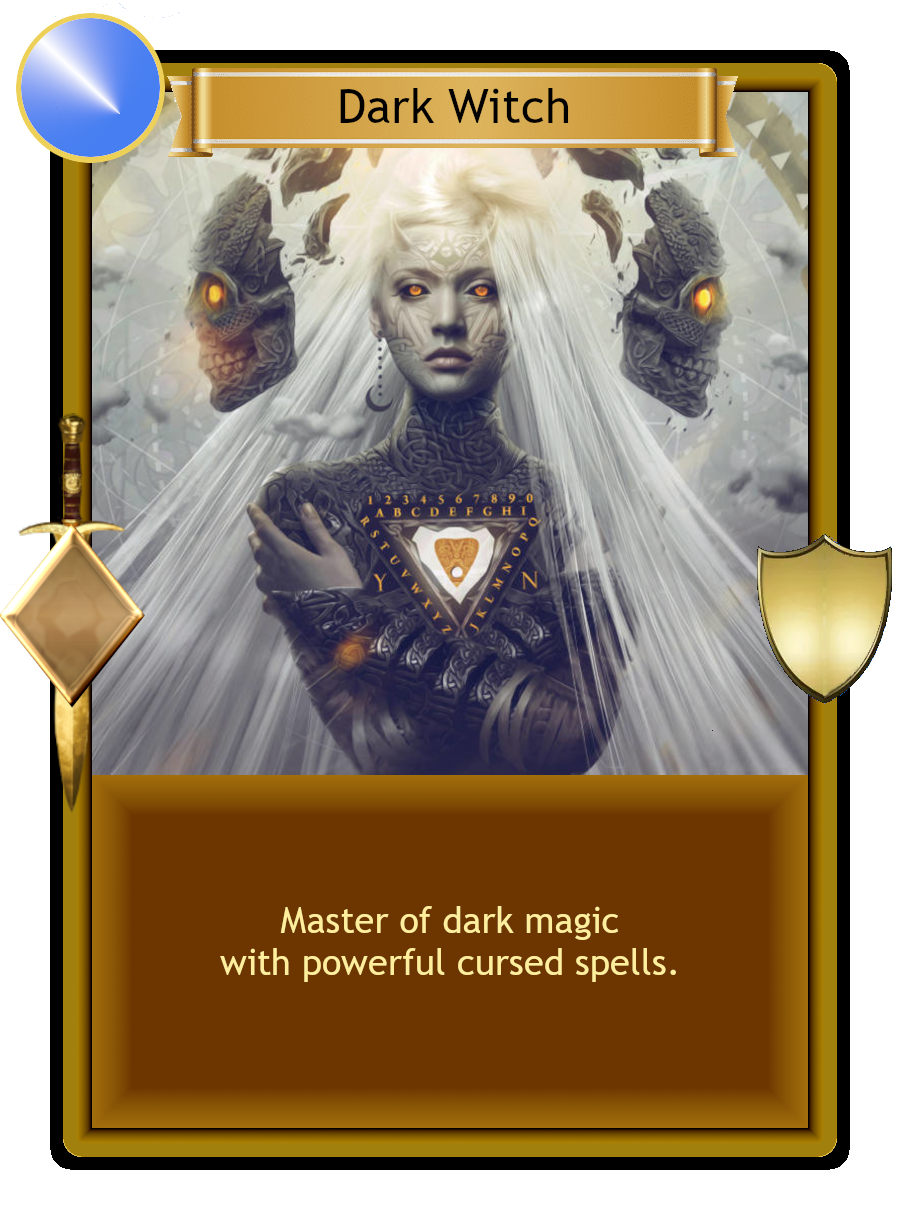 Dark Witch
1 2 3 4 5 6 7 8 9 0
A B C D E F G H I
R S T U V W X Y Z
J K L M N O P Q
Y N
Master of dark magic
with powerful cursed spells.